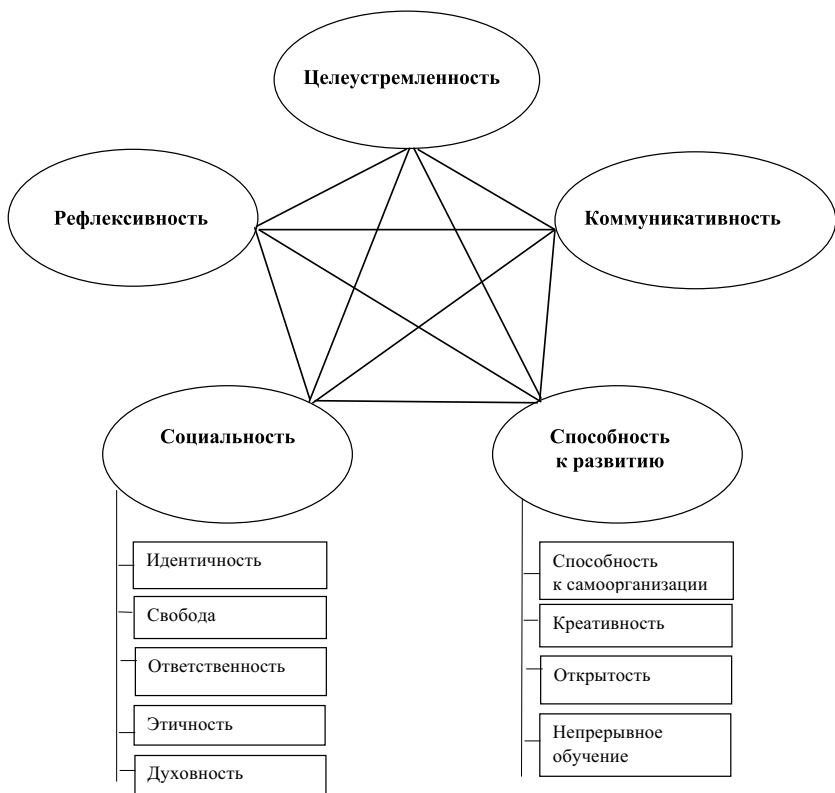 Целеустремленность
Рефлексивность
Коммуникативность
Социальность
Способность
к развитию
Идентичность
Свобода
Ответственность
Этичность
Духовность
Способность
к самоорганизации
Креативность
Открытость
Непрерывное
обучение